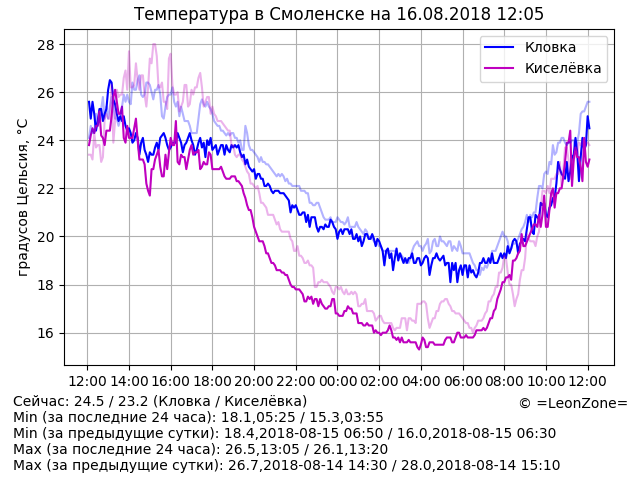 Температура в Смоленске на 16.08.2018 12:05
Кловка
Киселёвка
градусов Цельсия, °C
28
26
24
22
20
18
16
12:00 14:00 16:00 18:00 20:00 22:00 00:00 02:00 04:00 06:00 08:00 10:00 12:00
Сейчас: 24.5 / 23.2 (Кловка / Киселёвка)
© =LeonZone=
Min (за последние 24 часа): 18.1,05:25 / 15.3,03:55
Min (за предыдущие сутки): 18.4,2018-08-15 06:50 / 16.0,2018-08-15 06:30
Max (за последние 24 часа): 26.5,13:05 / 26.1,13:20
Max (за предыдущие сутки): 26.7,2018-08-14 14:30 / 28.0,2018-08-14 15:10